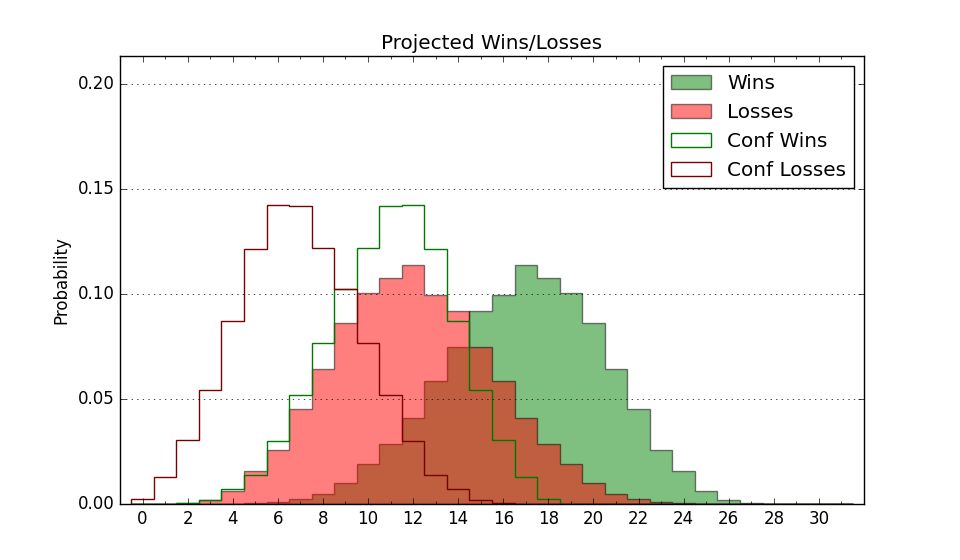 Projected Wins/Losses
Wins
Losses
Conf Wins
Conf Losses
Probability
0.20
0.15
0.10
0.05
0.00
0 2 4 6 8 10 12 14 16 18 20 22 24 26 28 30